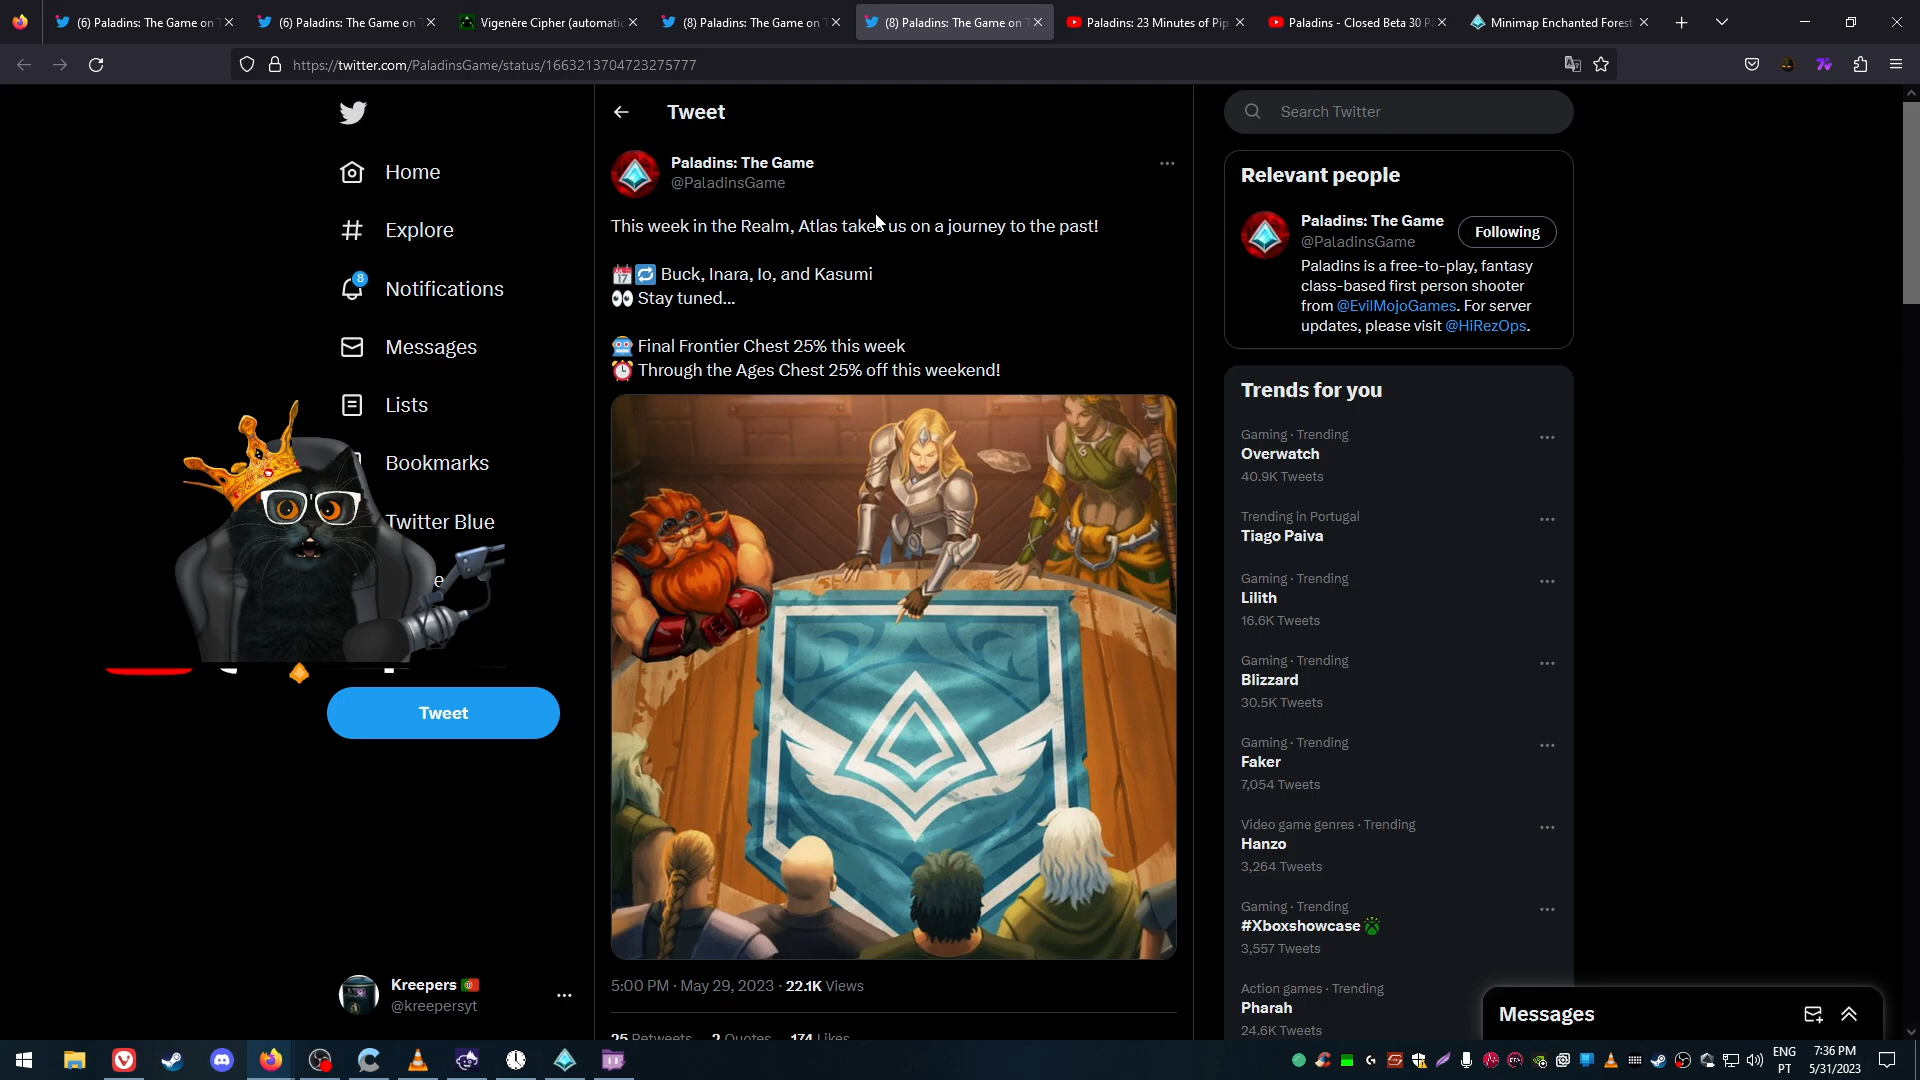 (6) Paladins: The Game on T
(6) Paladins: The Game on T
Vigenère Cipher (automatic
(8) Paladins: The Game on T
(8) Paladins: The Game on T
Paladins: 23 Minutes of Pip
Paladins - Closed Beta 30 P
Minimap Enchanted Forest
https://twitter.com/PaladinsGame/status/1663213704723275777
Home
Explore
8
Notifications
Messages
Lists
Bookmarks
Twitter Blue
Tweet
Kreepers
@kreepersyt
Tweet
Paladins: The Game
@PaladinsGame
This week in the Realm, Atlas takes us on a journey to the past!
📅🔁 Buck, Inara, Io, and Kasumi
👀 Stay tuned...
🤖 Final Frontier Chest 25% this week
⏰ Through the Ages Chest 25% off this weekend!
5:00 PM · May 29, 2023 · 22.1K Views
25 Retweets 2 Quotes 174 Likes
Search Twitter
Relevant people
Paladins: The Game
@PaladinsGame
Following
Paladins is a free-to-play, fantasy
class-based first person shooter
from @EvilMojoGames. For server
updates, please visit @HiRezOps.
Trends for you
Gaming · Trending
Overwatch
40.9K Tweets
Trending in Portugal
Tiago Paiva
Gaming · Trending
Lilith
16.6K Tweets
Gaming · Trending
Blizzard
30.5K Tweets
Gaming · Trending
Faker
7,054 Tweets
Video game genres · Trending
Hanzo
3,264 Tweets
Gaming · Trending
#Xboxshowcase
3,557 Tweets
Action games · Trending
Pharah
24.6K Tweets
Messages
ENG
PT
7:36 PM
5/31/2023